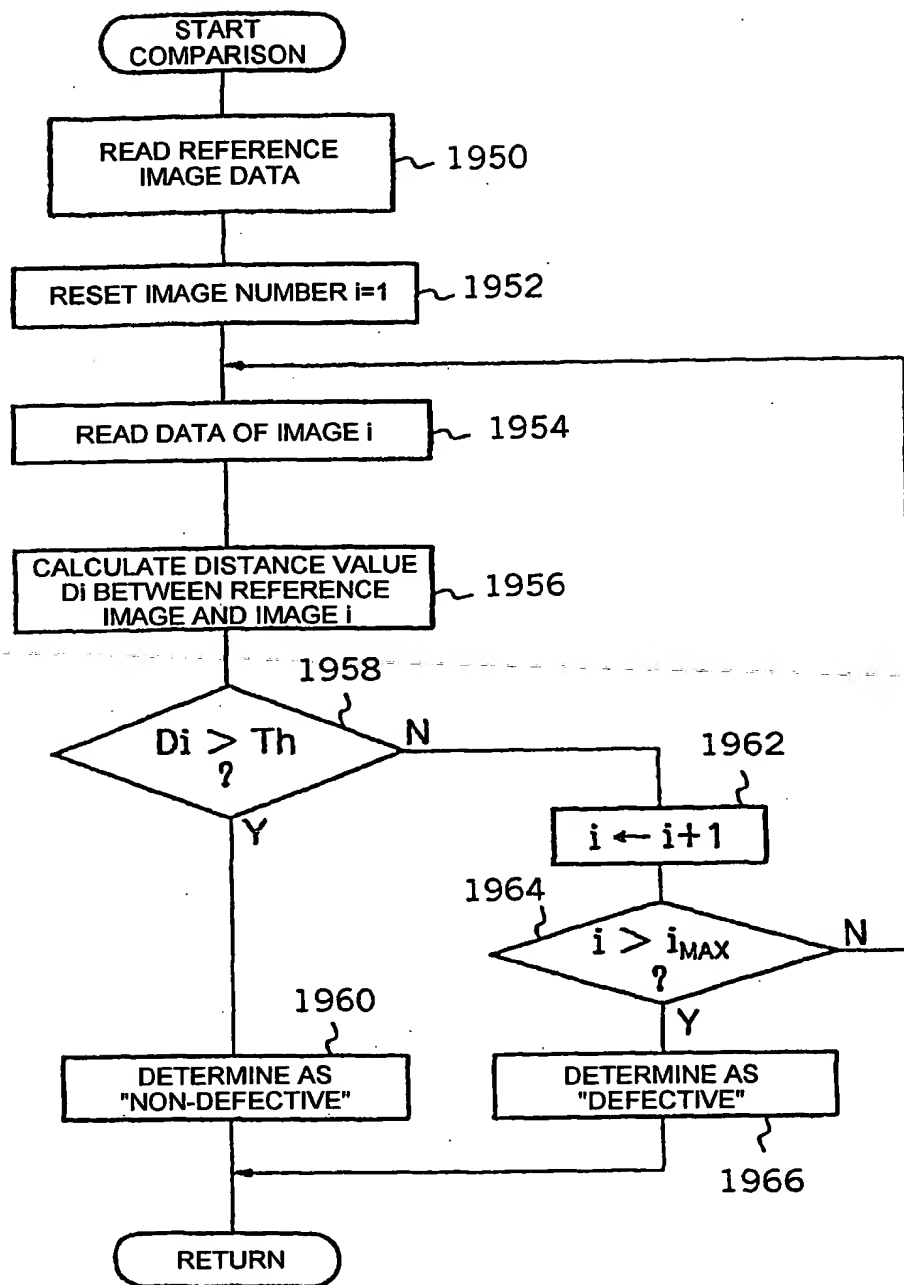 START
COMPARISON
READ REFERENCE
IMAGE DATA
1950
RESET IMAGE NUMBER i=1
1952
READ DATA OF IMAGE i
1954
CALCULATE DISTANCE VALUE
Di BETWEEN REFERENCE
IMAGE AND IMAGE i
1956
1958
Di > Th
?
N
Y
1962
i ← i+1
1964
i > iMAX
?
N
Y
1960
DETERMINE AS
"NON-DEFECTIVE"
DETERMINE AS
"DEFECTIVE"
1966
RETURN